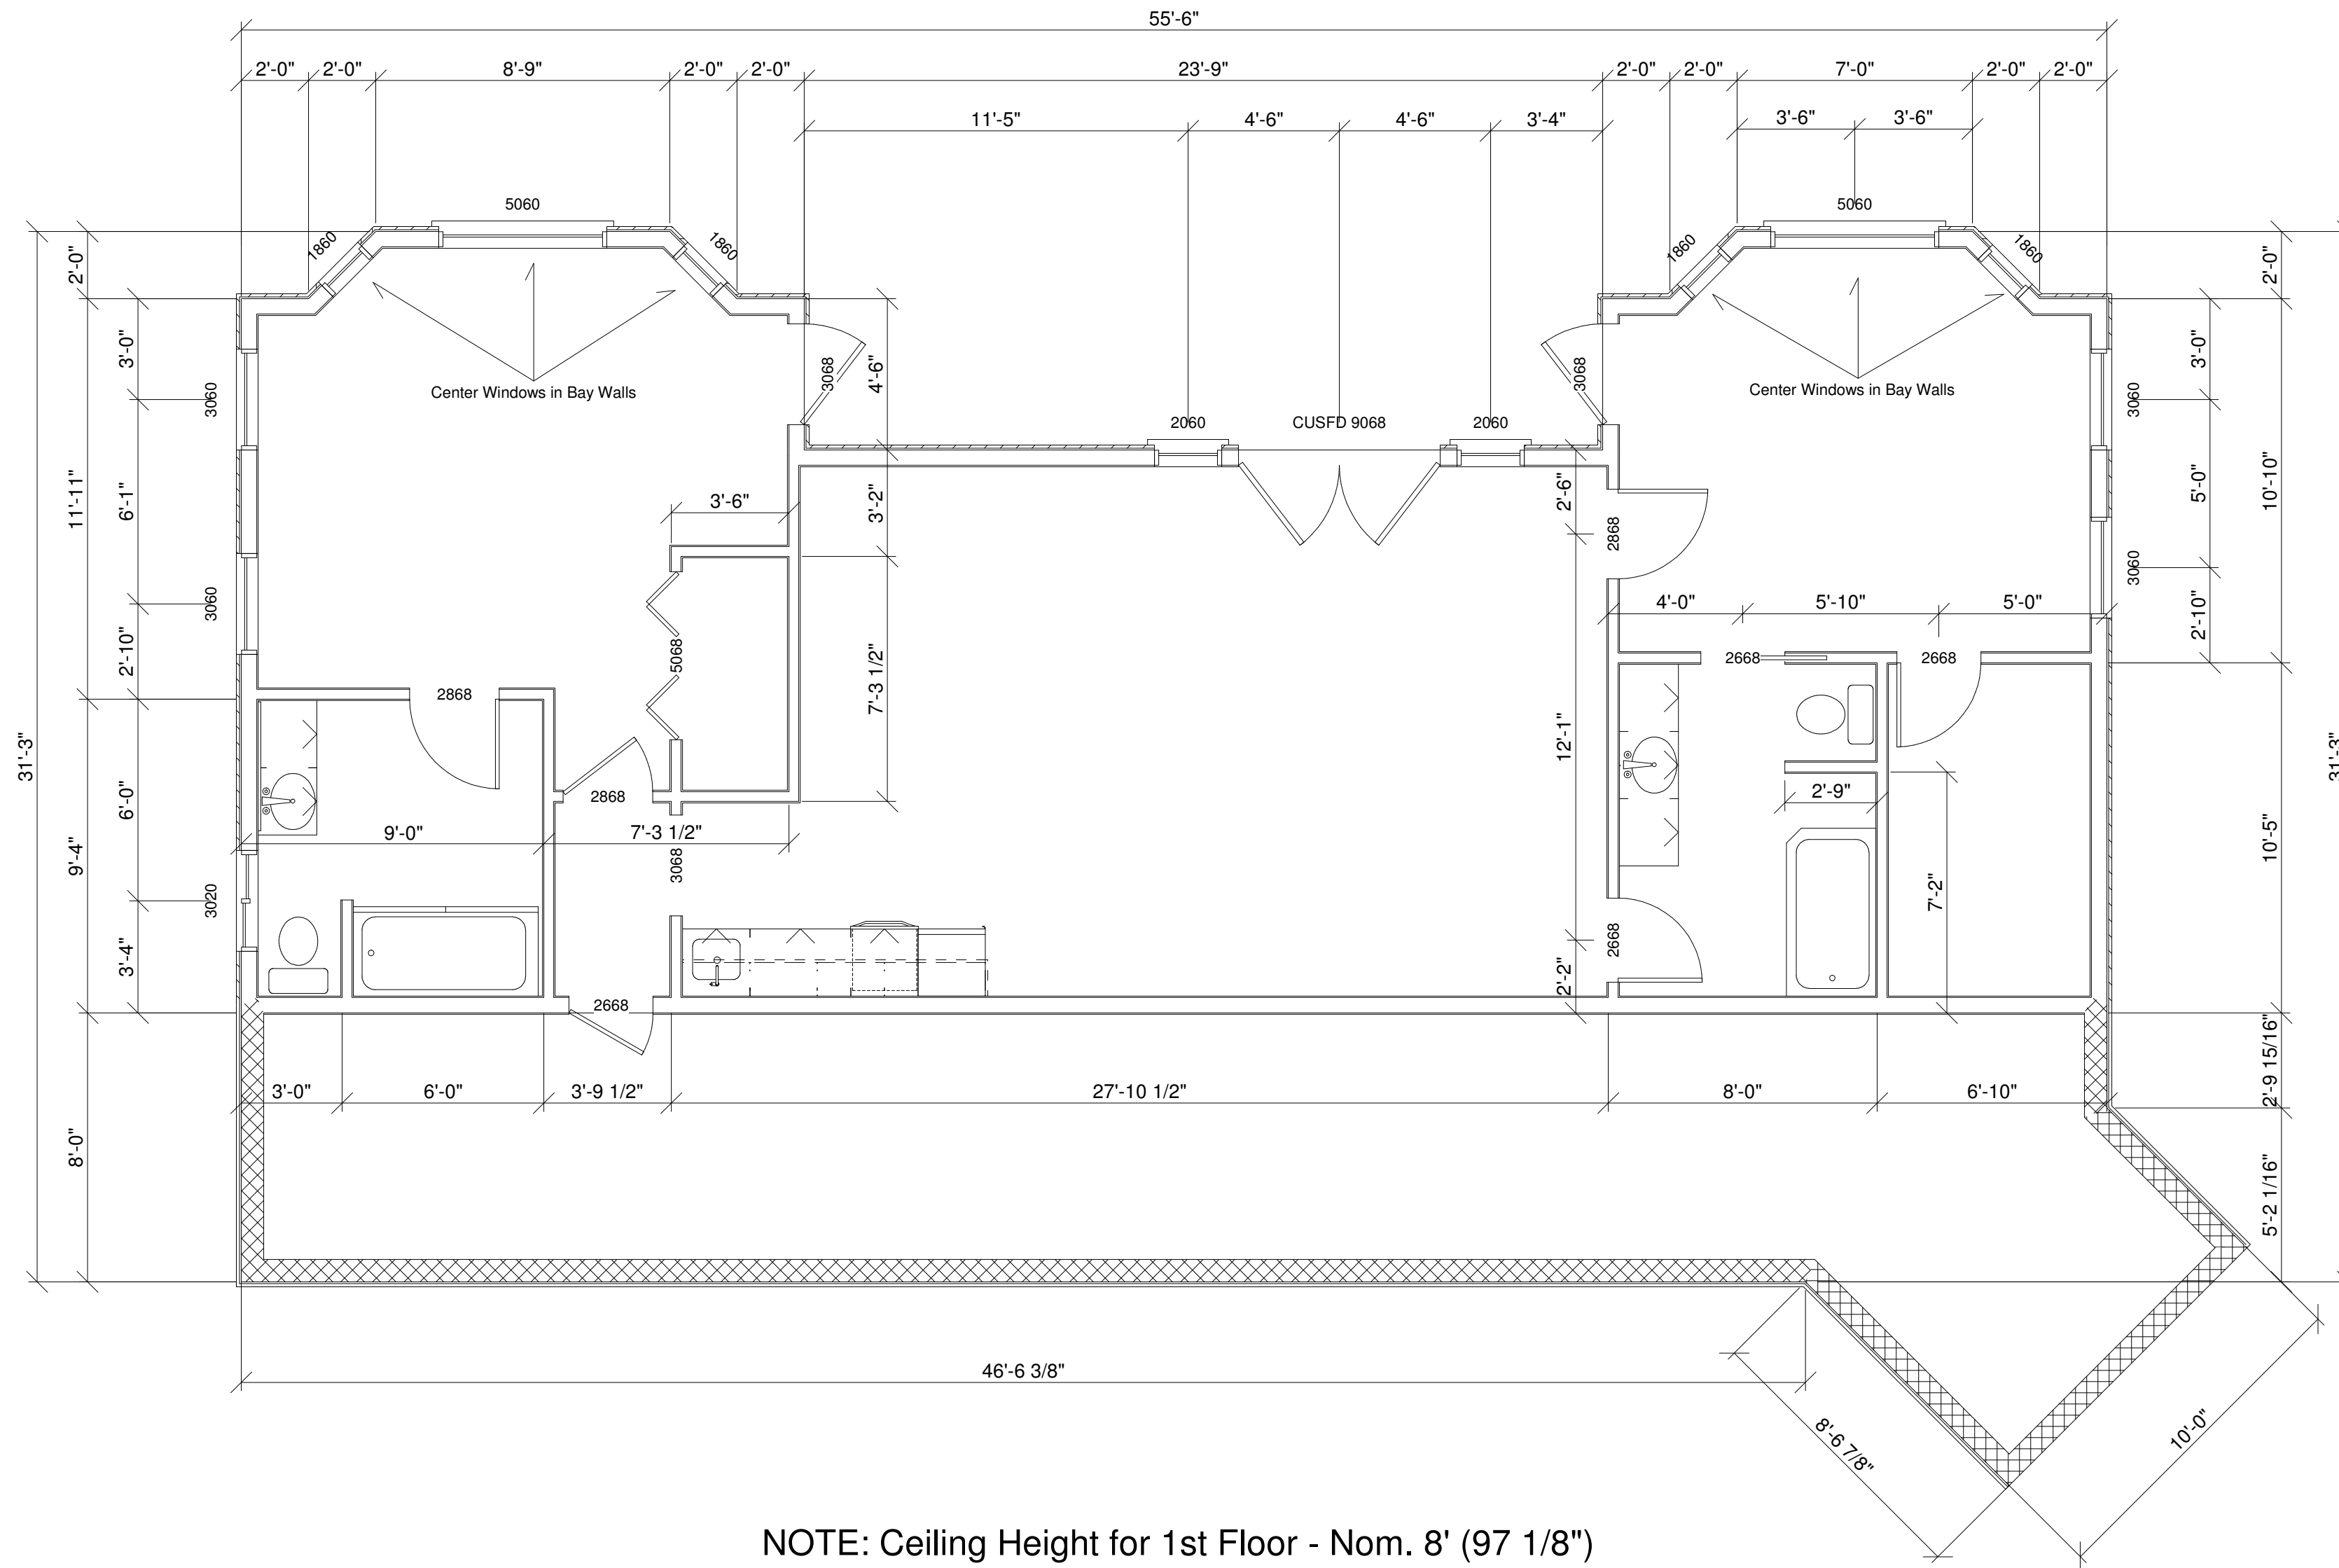 55'-6"
2'-0" 2'-0" 8'-9" 2'-0" 2'-0" 23'-9" 2'-0" 2'-0" 7'-0" 2'-0" 2'-0"
11'-5" 4'-6" 4'-6" 3'-4" 3'-6" 3'-6"
5060 5060
1860 1860 1860 1860
2'-0" 2'-0"
3'-0" 3068 4'-6" 3068 3'-0"
3060 Center Windows in Bay Walls Center Windows in Bay Walls 3060
2060 CUSFD 9068 2060
11'-11" 6'-1" 3'-6" 3'-2" 2'-6" 5'-0" 10'-10"
2868
3060 3060
4'-0" 5'-10" 5'-0"
2'-10" 5068 7'-3 1/2" 2668 2668 2'-10"
2868
31'-3" 12'-1" 31'-3"
6'-0" 2868 2'-9"
9'-4" 9'-0" 7'-3 1/2" 10'-5"
3068
3020 7'-2"
3'-4" 2668
2'-2"
2668
2'-9 15/16"
3'-0" 6'-0" 3'-9 1/2" 27'-10 1/2" 8'-0" 6'-10"
8'-0"
5'-2 1/16"
46'-6 3/8"
8'-6 7/8" 10'-0"
NOTE: Ceiling Height for 1st Floor - Nom. 8' (97 1/8")